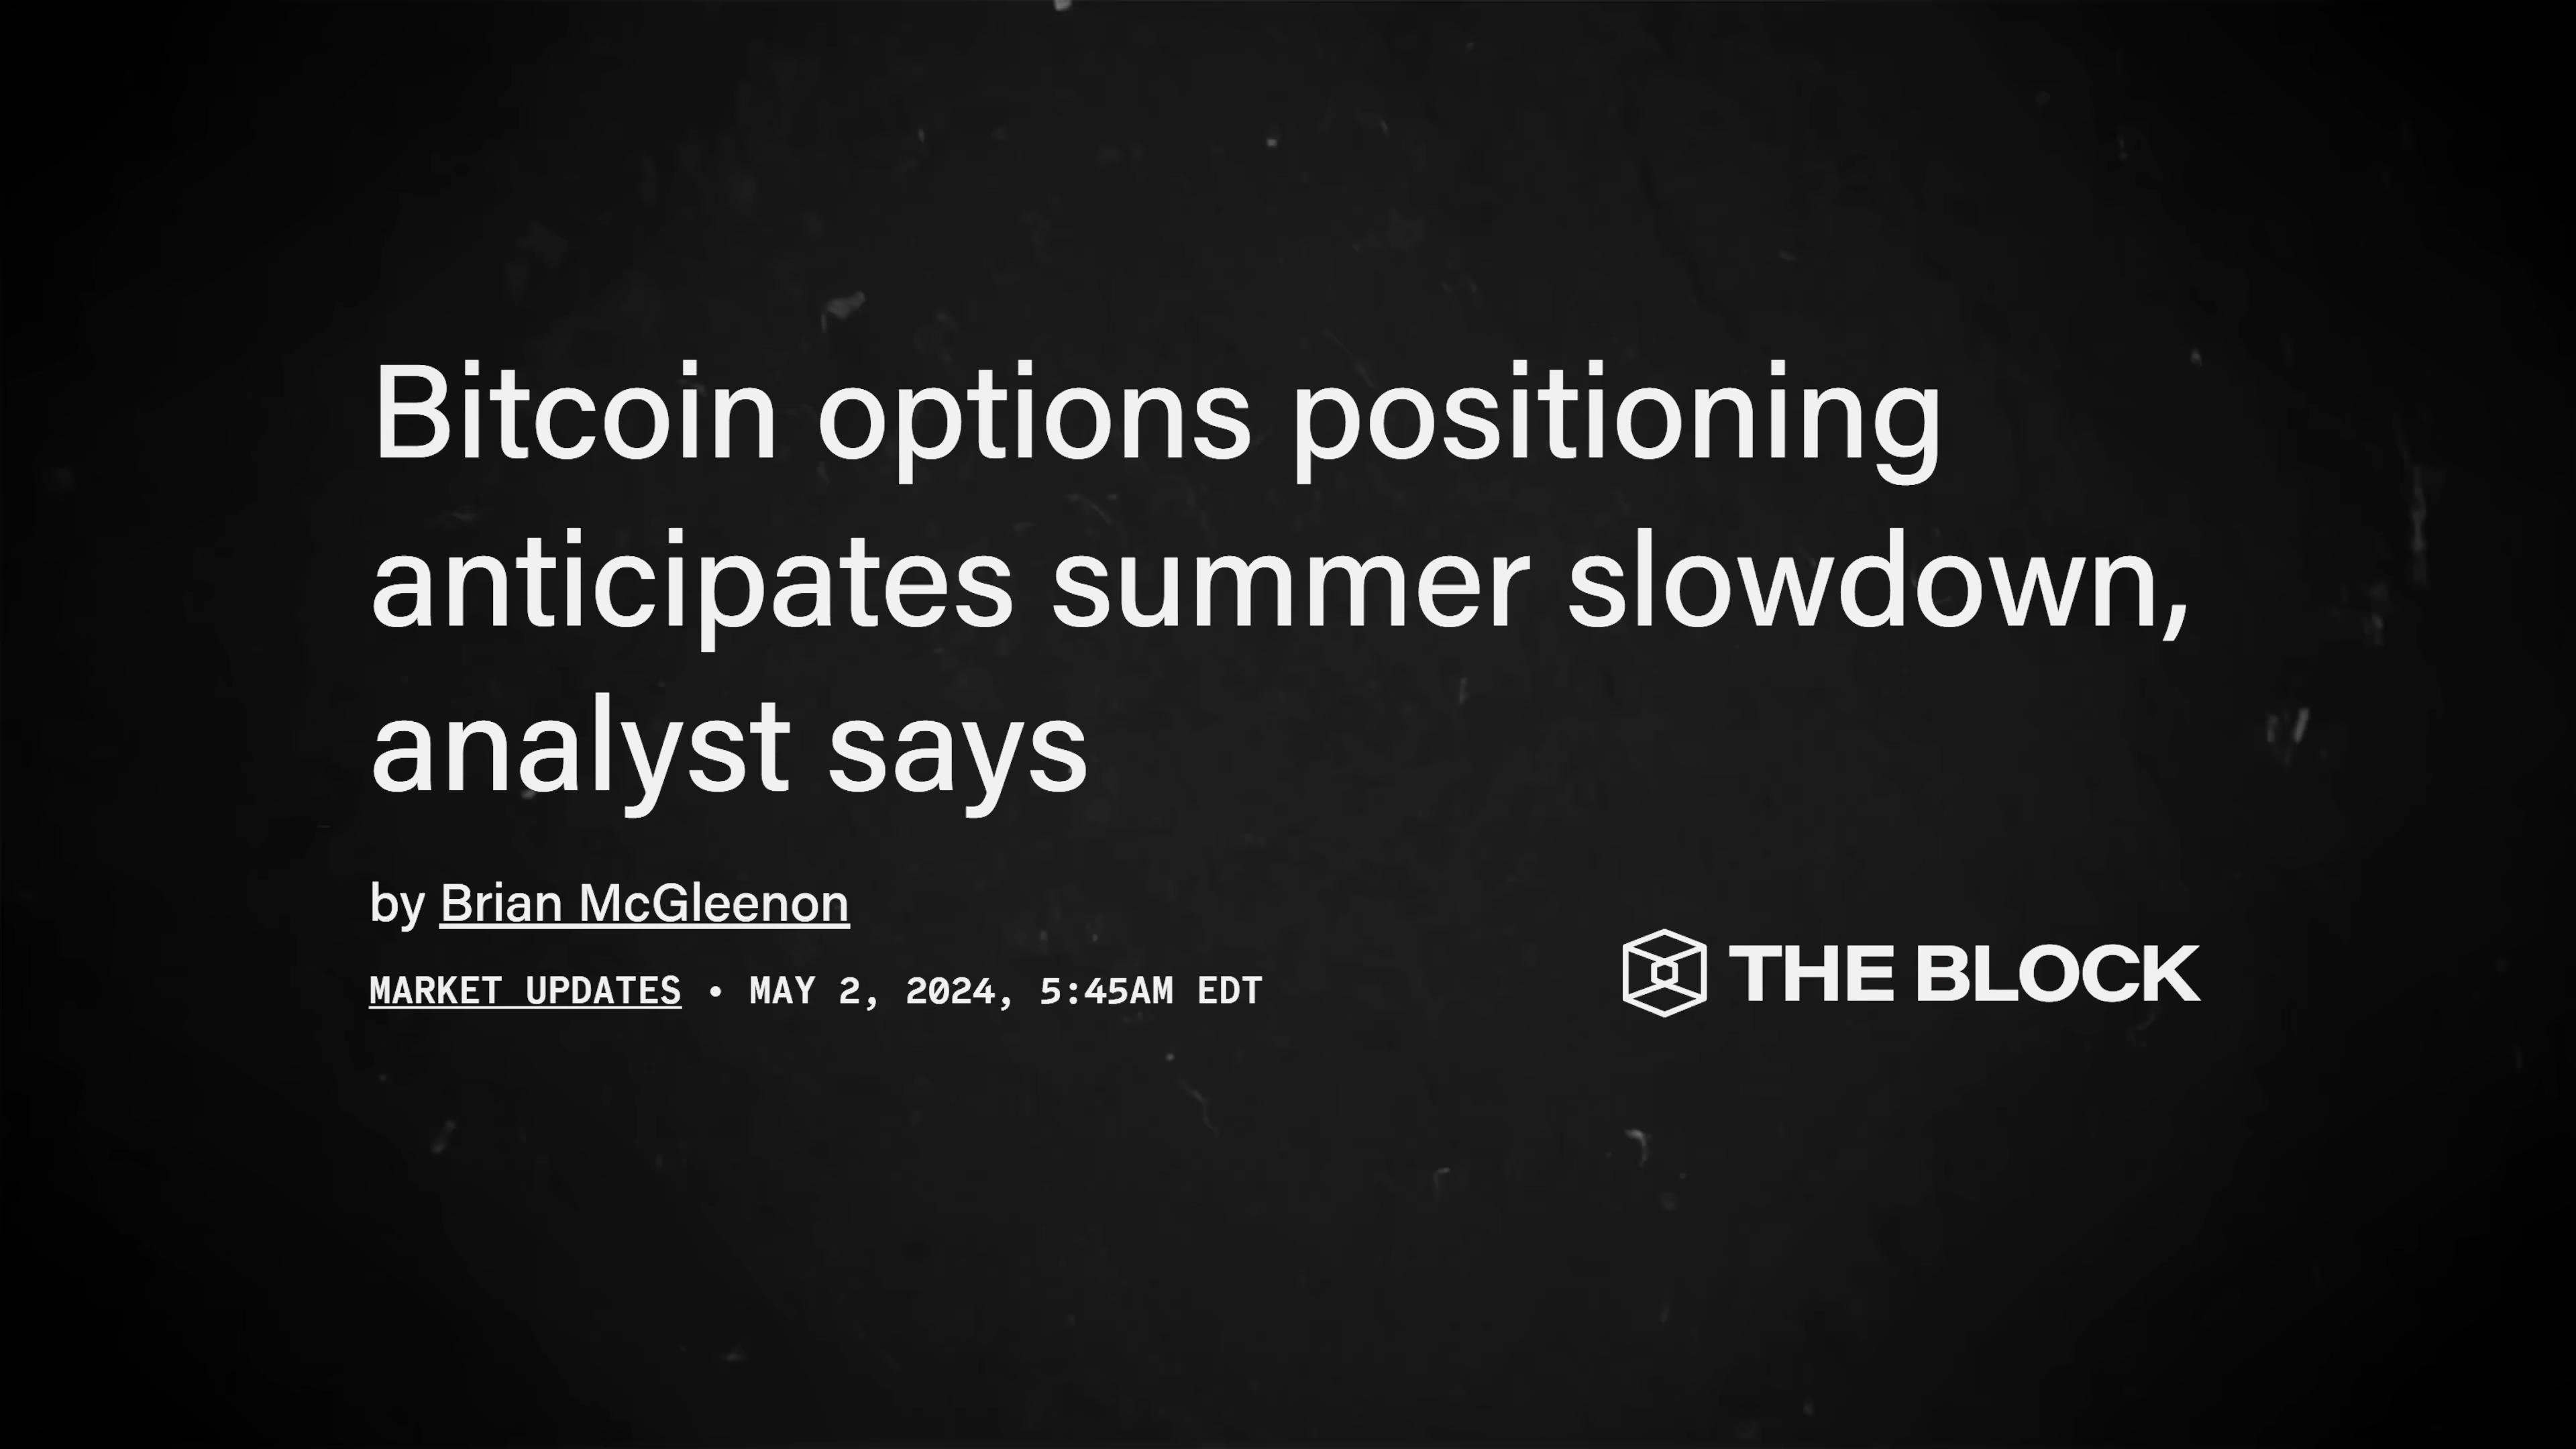 Bitcoin options positioning
anticipates summer slowdown,
analyst says
by Brian McGleenon
MARKET UPDATES • MAY 2, 2024, 5:45AM EDT
THE BLOCK